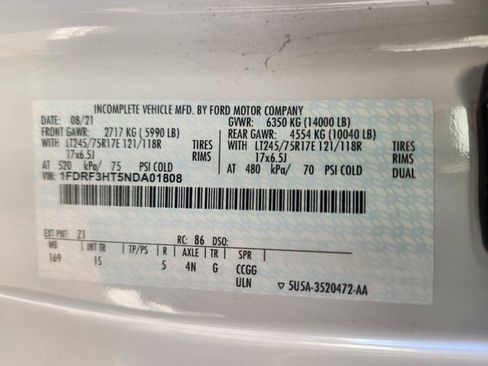 INCOMPLETE VEHICLE MFD. BY FORD MOTOR COMPANY
DATE: 08/21 GVWR: 6350 KG (14000 LB)
FRONT GAWR: 2717 KG (5990 LB) REAR GAWR: 4554 KG (10040 LB)
WITH LT245/75R17E 121/118R TIRES WITH LT245/75R17E 121/118R TIRES
17x6.5J RIMS 17x6.5J RIMS
AT 520 kPa/ 75 PSI COLD AT 480 kPa/ 70 PSI COLD DUAL
VIN: 1FDRF3HT5NDA01808
EXT PNT: Z1 RC: 86 DSO:
WB INT TR TP/PS R AXLE TR SPR
169 IS 5 4N G CCGG
ULN 5U5A-3520472-AA